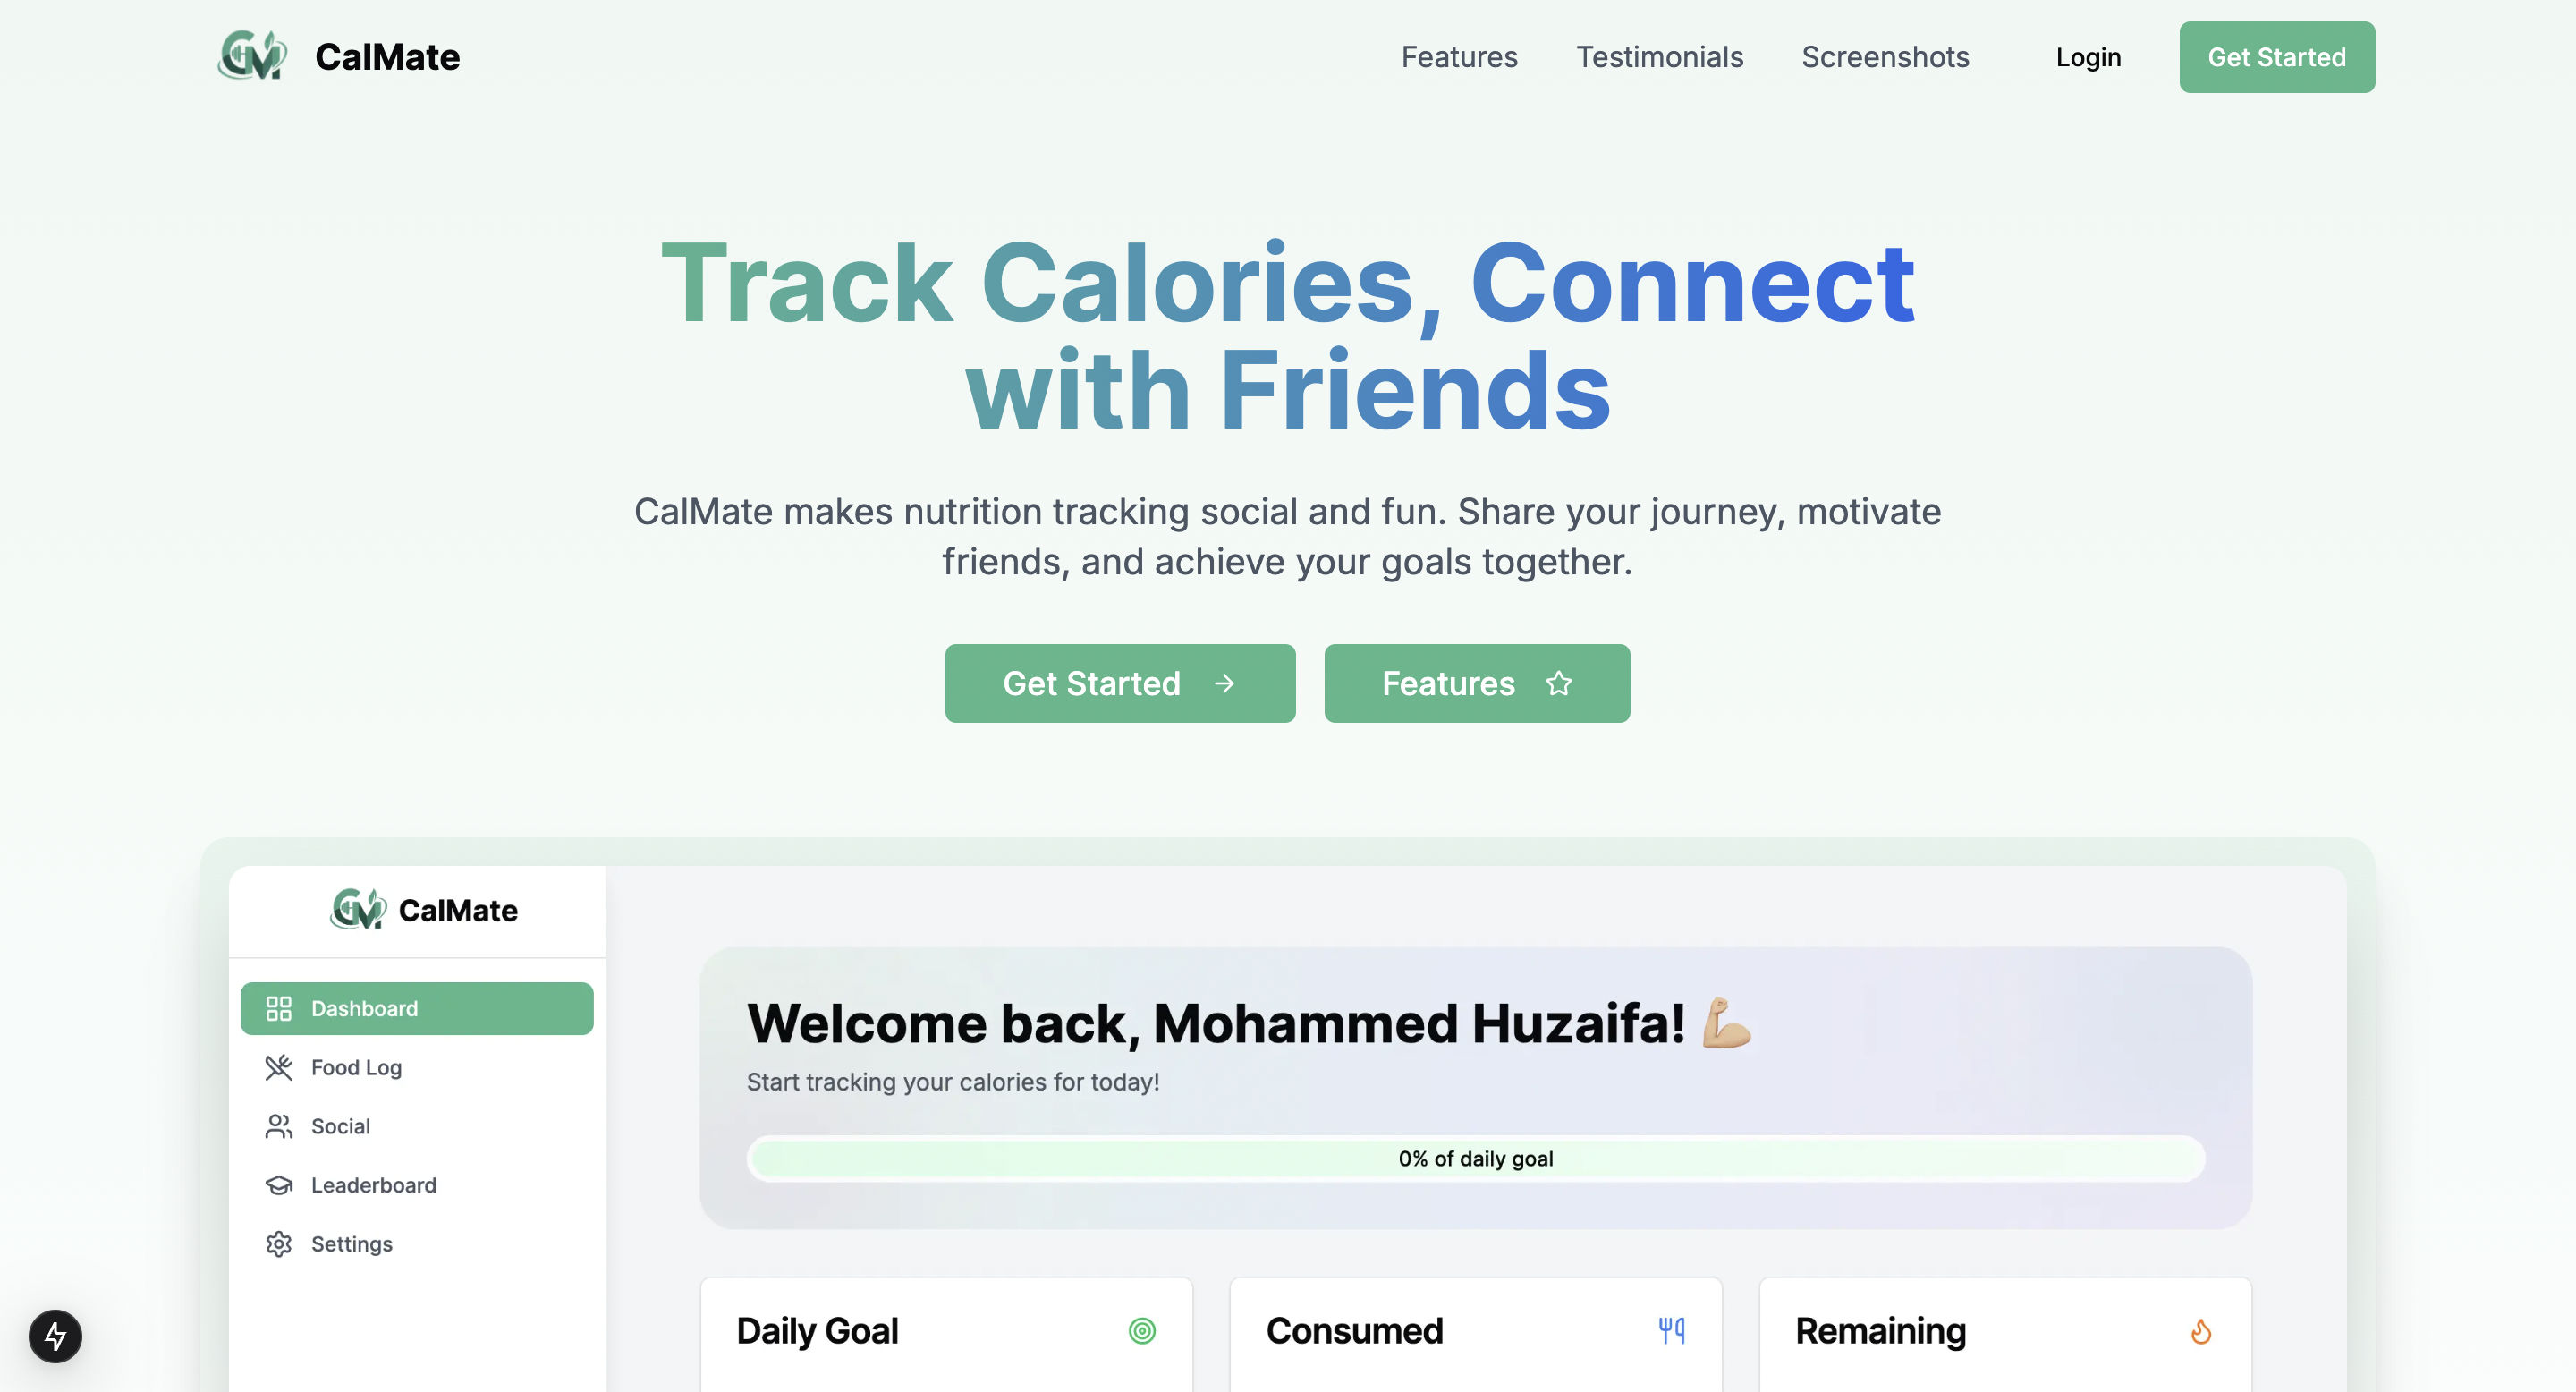 CalMate
Features
Testimonials
Screenshots
Login
Get Started
Track Calories, Connect
with Friends
CalMate makes nutrition tracking social and fun. Share your journey, motivate
friends, and achieve your goals together.
Get Started
Features
CalMate
Dashboard
Food Log
Social
Leaderboard
Settings
Welcome back, Mohammed Huzaifa! 💪🏼
Start tracking your calories for today!
0% of daily goal
Daily Goal
Consumed
Remaining